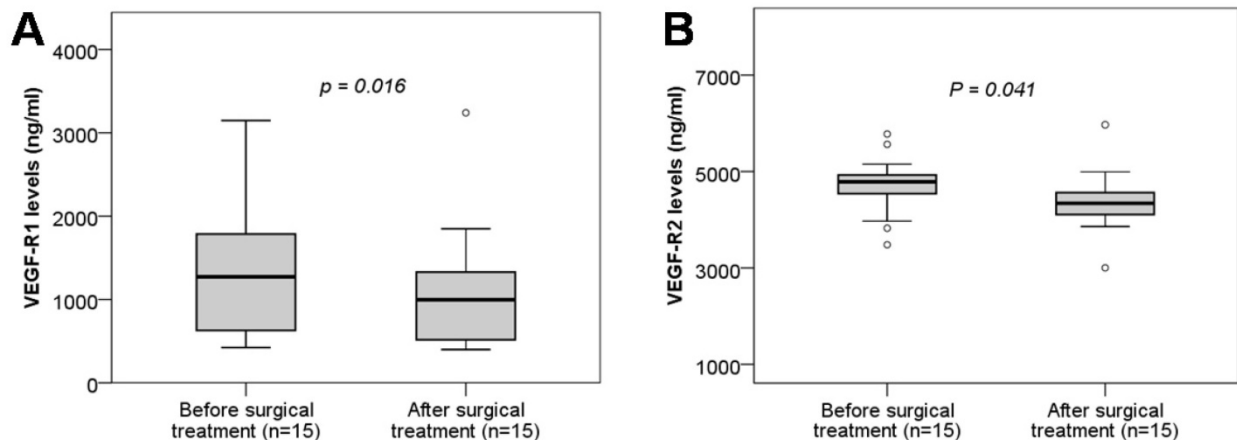 A
VEGF-R1 levels (ng/ml)
4000
3000
2000
1000
0
p = 0.016
Before surgical
treatment (n=15)
After surgical
treatment (n=15)
B
VEGF-R2 levels (ng/ml)
7000
5000
3000
1000
P = 0.041
Before surgical
treatment (n=15)
After surgical
treatment (n=15)